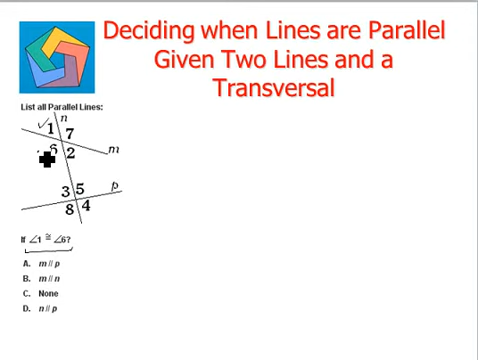 Deciding when Lines are Parallel
Given Two Lines and a
Transversal
List all Parallel Lines:
n
1 7
6 2 m
3 5 p
8 4
If ∠1 ≅ ∠6?
A. m // p
B. m // n
C. None
D. n // p